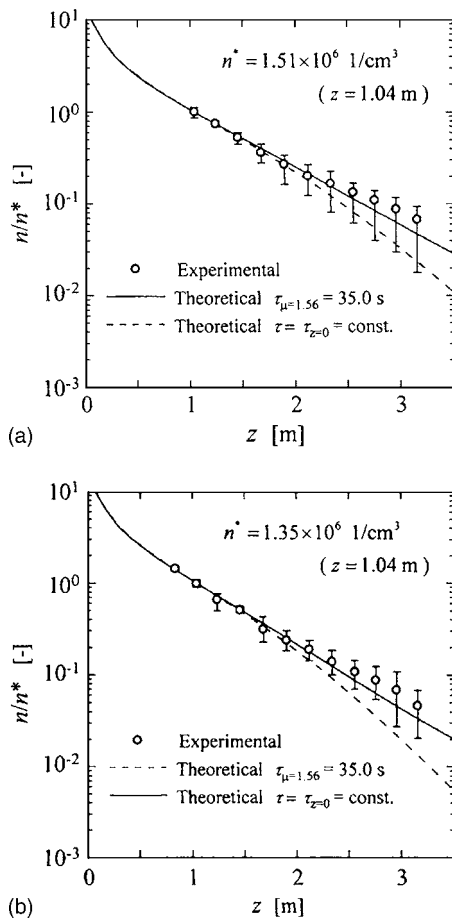 10¹
n* = 1.51×10⁶ 1/cm³
( z = 1.04 m )
10⁰
n/n* [-]
10⁻¹
Experimental
10⁻²
Theoretical τμ=1.56 = 35.0 s
Theoretical τ = τz=0 = const.
10⁻³
0 1 2 3
(a)
z [m]
10¹
n* = 1.35×10⁶ 1/cm³
( z = 1.04 m )
10⁰
n/n* [-]
10⁻¹
Experimental
10⁻²
Theoretical τμ=1.56 = 35.0 s
Theoretical τ = τz=0 = const.
10⁻³
0 1 2 3
(b)
z [m]